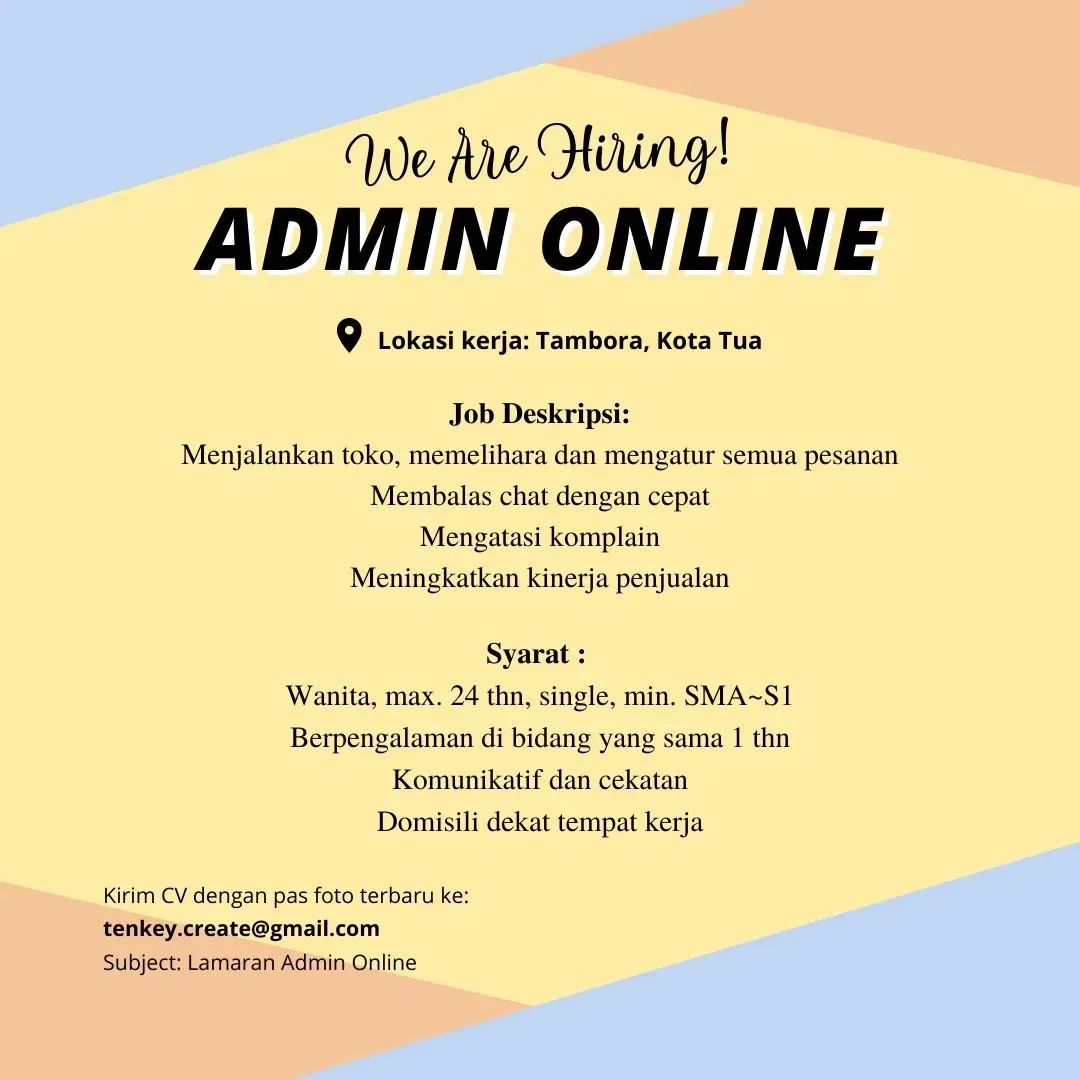 We Are Hiring!
ADMIN ONLINE
Lokasi kerja: Tambora, Kota Tua
Job Deskripsi:
Menjalankan toko, memelihara dan mengatur semua pesanan
Membalas chat dengan cepat
Mengatasi komplain
Meningkatkan kinerja penjualan
Syarat :
Wanita, max. 24 thn, single, min. SMA~S1
Berpengalaman di bidang yang sama 1 thn
Komunikatif dan cekatan
Domisili dekat tempat kerja
Kirim CV dengan pas foto terbaru ke:
tenkey.create@gmail.com
Subject: Lamaran Admin Online